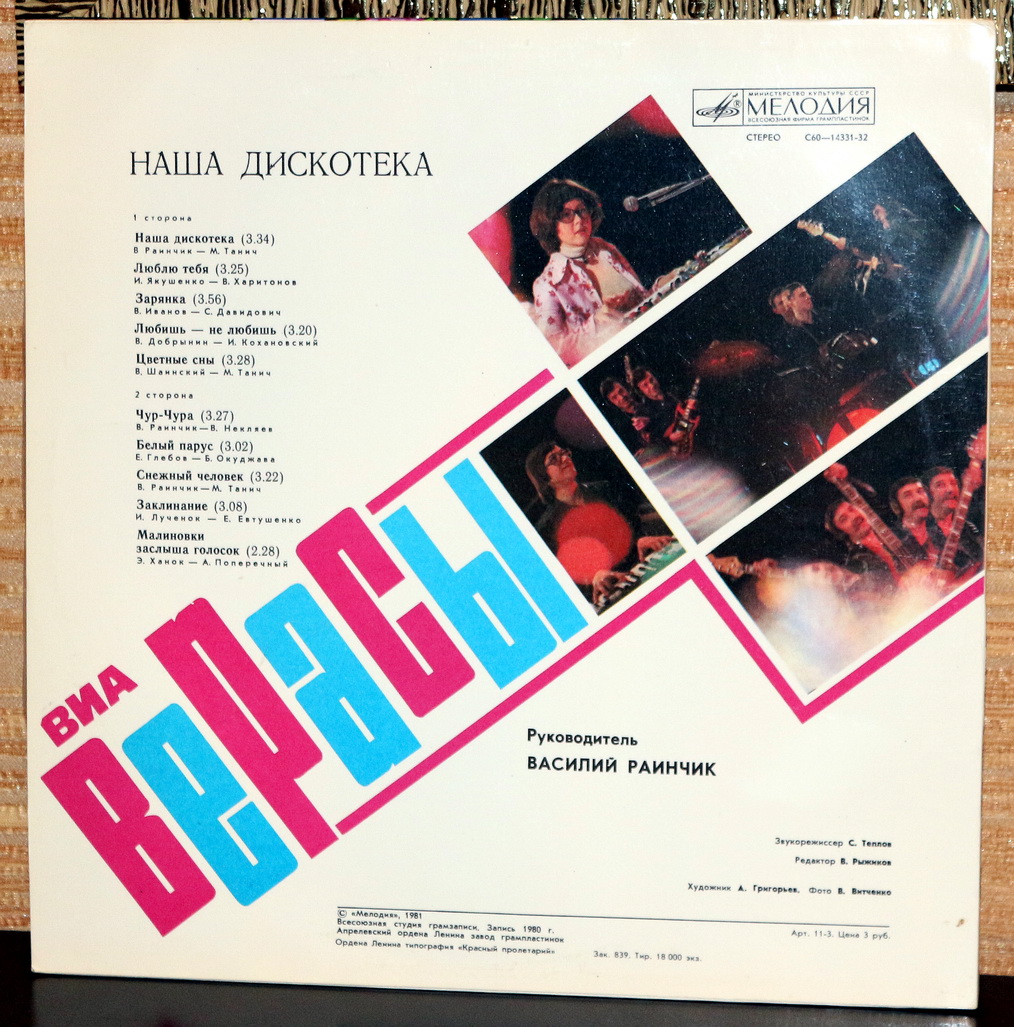 МИНИСТЕРСТВО КУЛЬТУРЫ СССР
МЕЛОДИЯ
ВСЕСОЮЗНАЯ ФИРМА ГРАМПЛАСТИНОК
СТЕРЕО С60—14331-32
НАША ДИСКОТЕКА
1 сторона
Наша дискотека (3.34)
В Раинчик — М. Танич
Люблю тебя (3.25)
И. Якушенко — В. Харитонов
Зарянка (3.56)
В. Иванов — С. Давидович
Любишь — не любишь (3.20)
В. Добрынин — И. Кохановский
Цветные сны (3.28)
В. Шаинский — М. Танич
2 сторона
Чур-Чура (3.27)
В. Раинчик—В. Некляев
Белый парус (3.02)
Е. Глебов — Б. Окуджава
Снежный человек (3.22)
В. Раинчик—М. Танич
Заклинание (3.08)
И. Лученок — Е. Евтушенко
Малиновки
заслыша голосок (2.28)
Э. Ханок — А. Поперечный
ВИА
Верасы
Руководитель
ВАСИЛИЙ РАИНЧИК
Звукорежиссер С. Теплов
Редактор В. Рыжиков
Художник А. Григорьев. Фото В. Витченко
© «Мелодия», 1981
Всесоюзная студия грамзаписи. Запись 1980 г.
Апрелевский ордена Ленина завод грампластинок
Арт. 11-3. Цена 3 руб.
Ордена Ленина типография «Красный пролетарий»
Зак. 839. Тир. 18 000 экз.